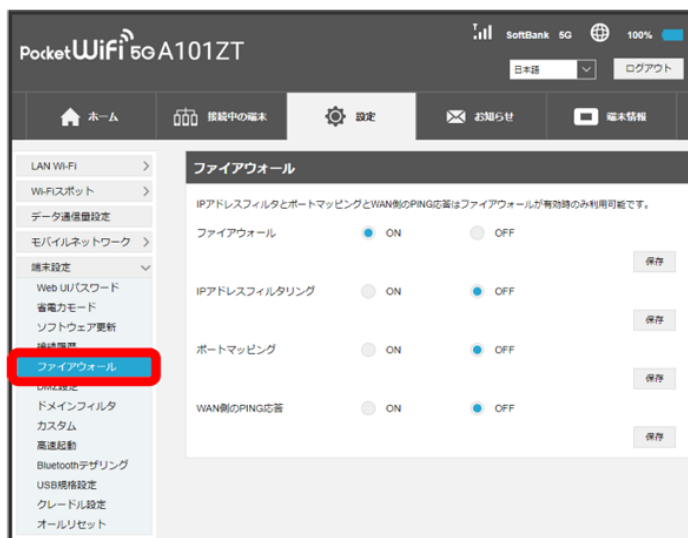 SoftBank 5G 100%
Pocket WiFi 5G A101ZT
日本語 ログアウト
ホーム 接続中の端末 設定 お知らせ 端末情報
LAN Wi-Fi
Wi-Fiスポット
データ通信量設定
モバイルネットワーク
端末設定
Web UIパスワード
省電力モード
ソフトウェア更新
接続履歴
ファイアウォール
DMZ設定
ドメインフィルタ
カスタム
高速起動
Bluetoothテザリング
USB規格設定
クレードル設定
オールリセット
ファイアウォール
IPアドレスフィルタとポートマッピングとWAN側のPING応答はファイアウォールが有効時のみ利用可能です。
ファイアウォール ON OFF
保存
IPアドレスフィルタリング ON OFF
保存
ポートマッピング ON OFF
保存
WAN側のPING応答 ON OFF
保存